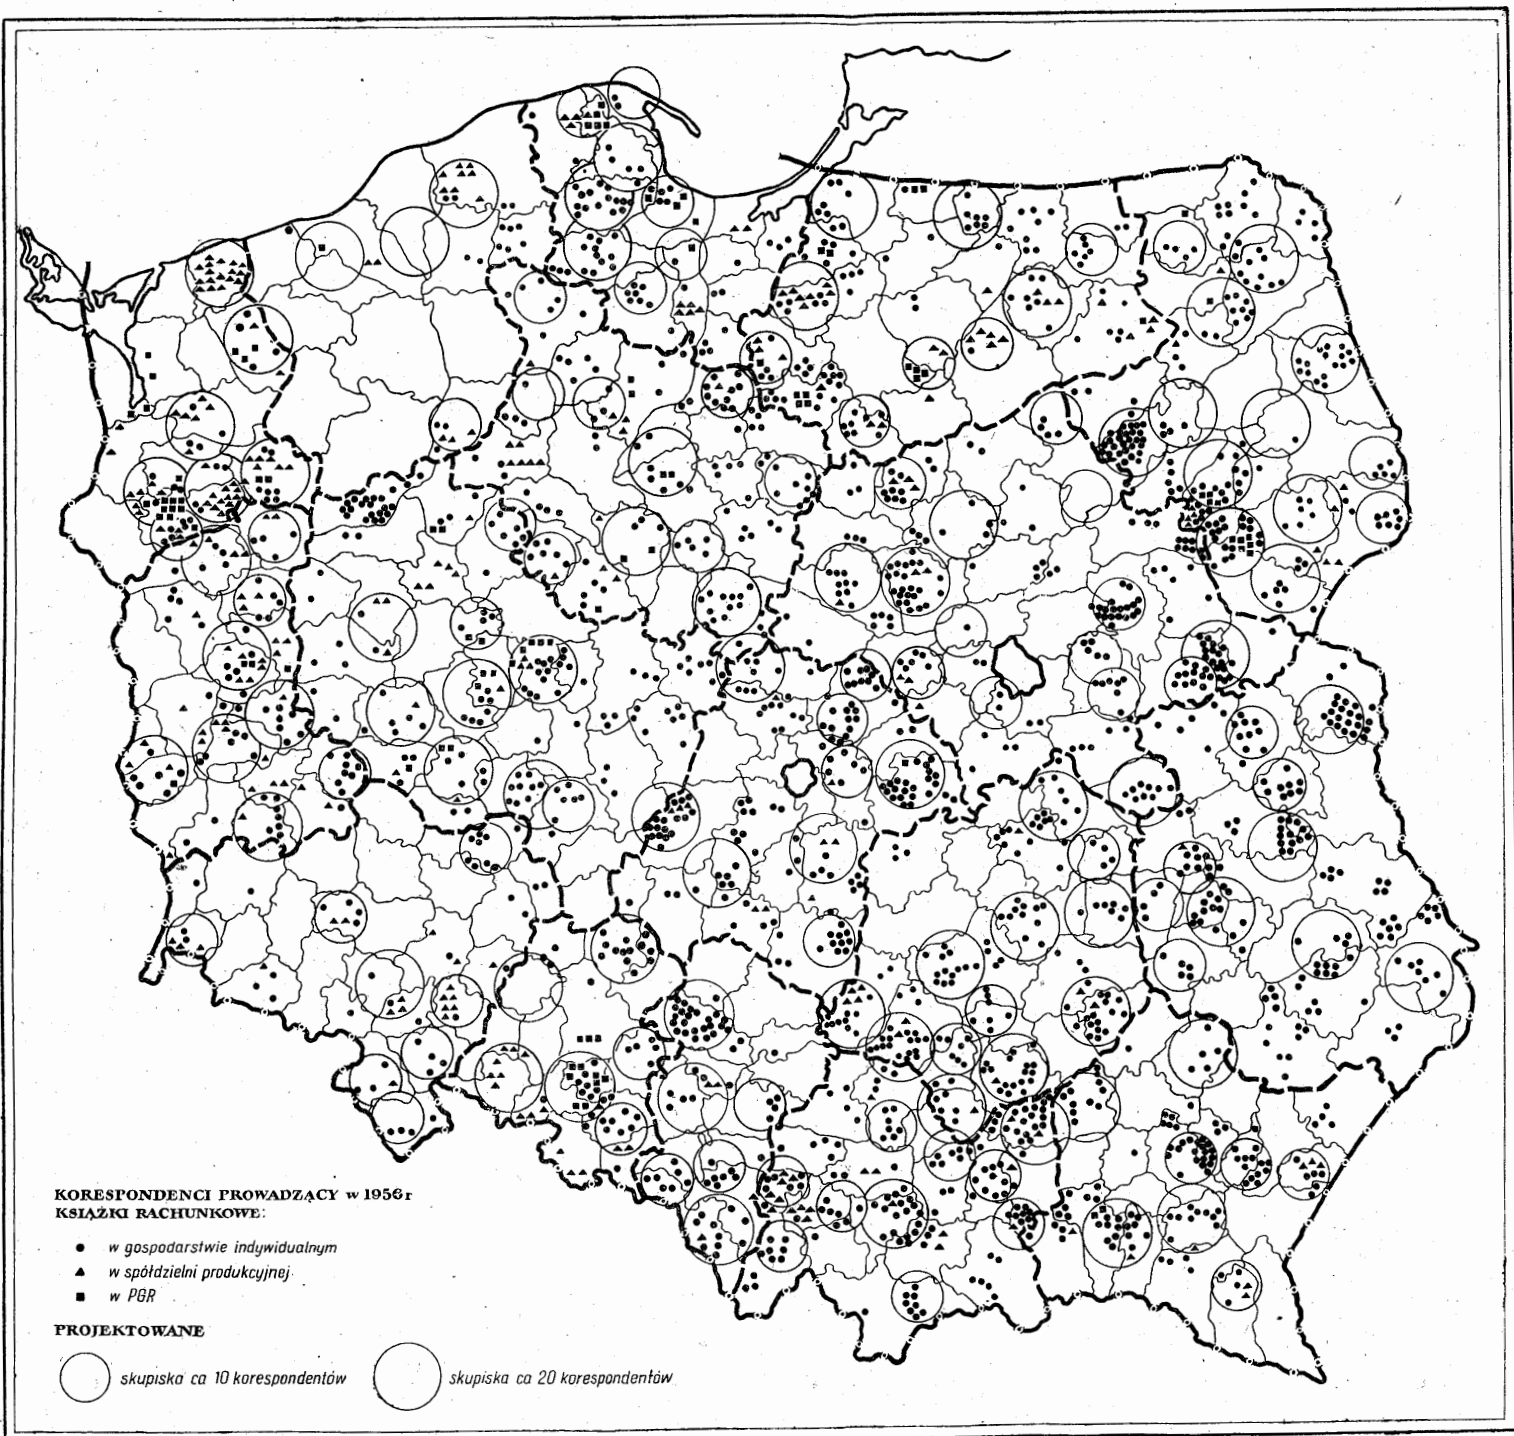 KORESPONDENCI PROWADZĄCY w 1956 r
KSIĄŻKI RACHUNKOWE:
w gospodarstwie indywidualnym
w spółdzielni produkcyjnej
w PGR
PROJEKTOWANE
skupiska ca 10 korespondentów
skupiska ca 20 korespondentów